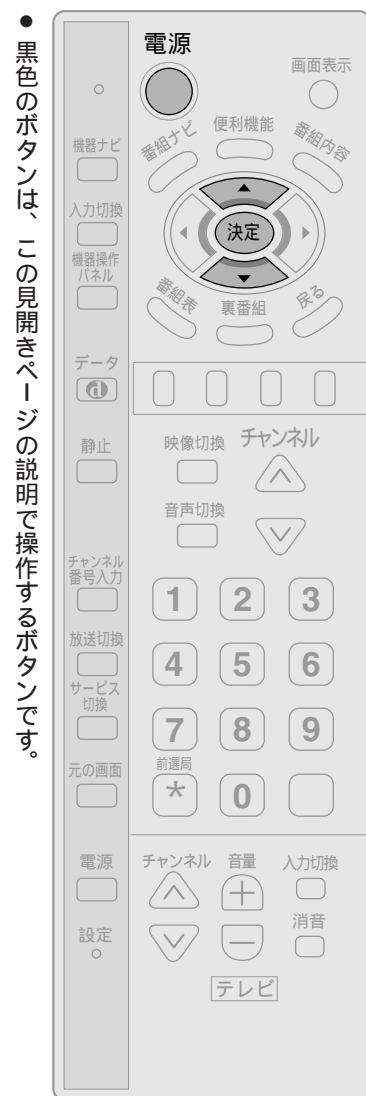 ● 黒色のボタンは、この見開きページの説明で操作するボタンです。
電源
画面表示
機器ナビ
番組ナビ
便利機能
番組内容
入力切換
決定
機器操作
パネル
番組表
裏番組
戻る
データ
d
静止
映像切換
チャンネル
音声切換
チャンネル
番号入力
1 2 3
放送切換
4 5 6
サービス
切換
7 8 9
元の画面
前選局
* 0
電源
チャンネル
音量
入力切換
+
設定
消音
−
テレビ